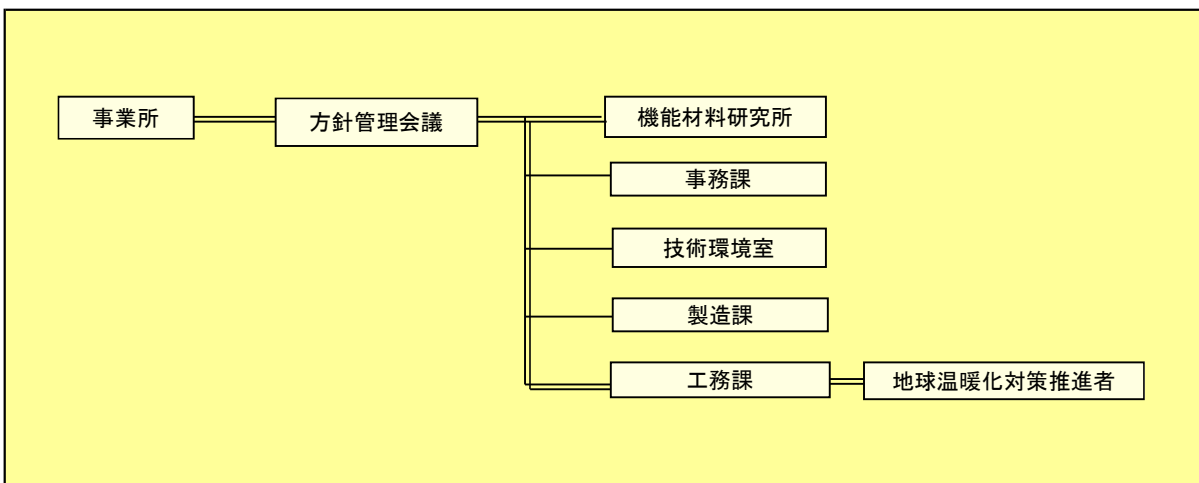 事業所
方針管理会議
機能材料研究所
事務課
技術環境室
製造課
工務課
地球温暖化対策推進者